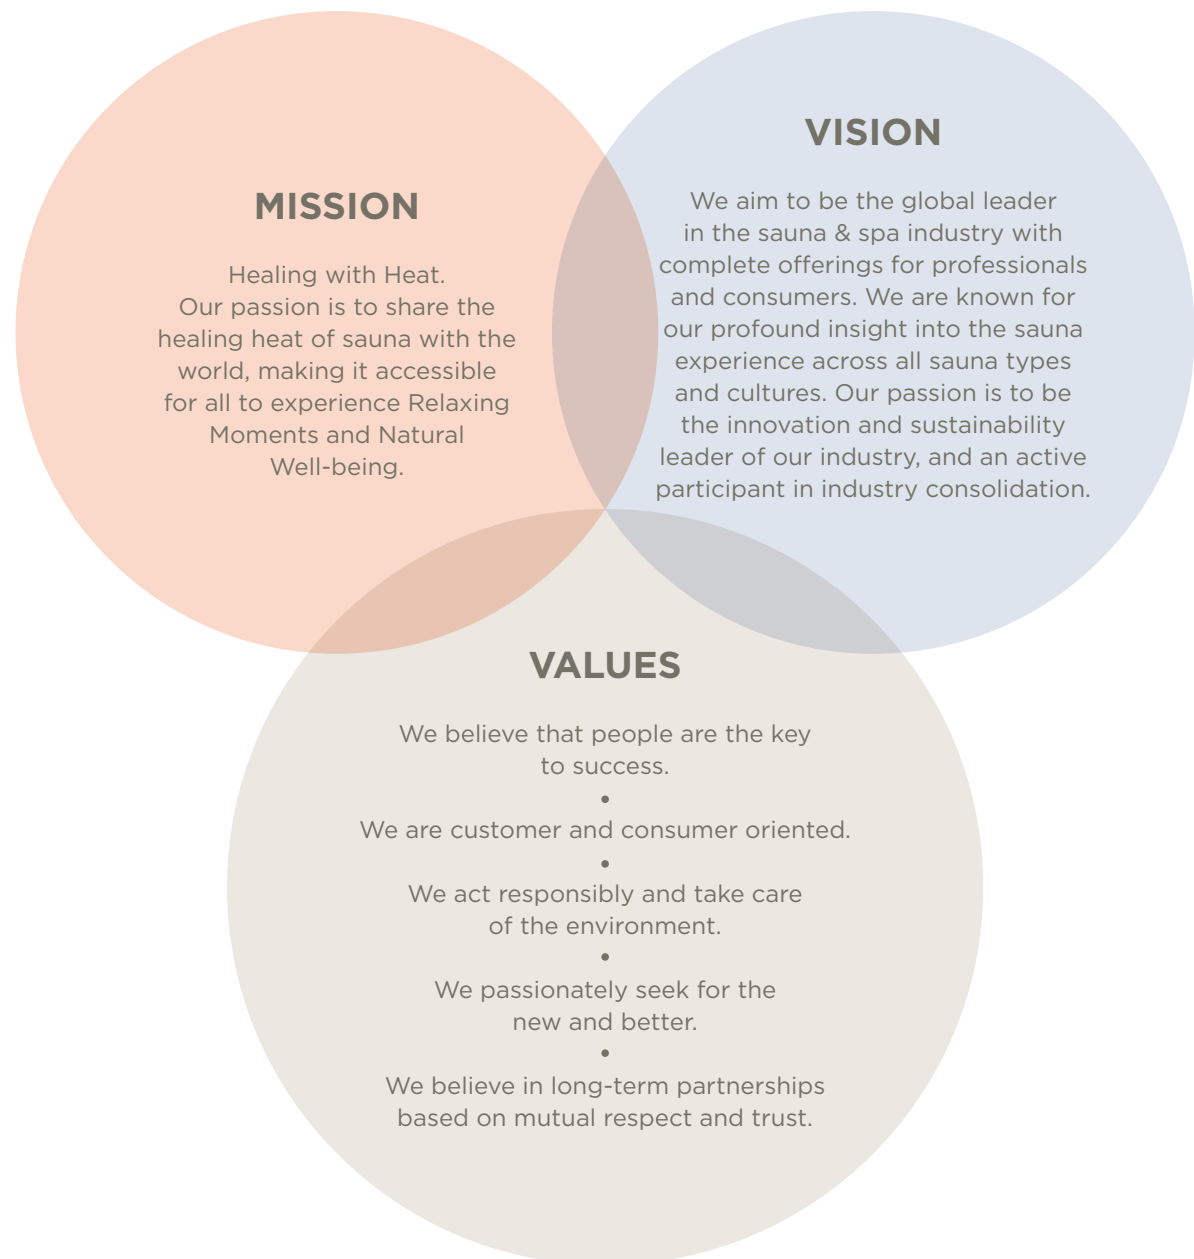 MISSION
Healing with Heat.
Our passion is to share the
healing heat of sauna with the
world, making it accessible
for all to experience Relaxing
Moments and Natural
Well-being.
VISION
We aim to be the global leader
in the sauna & spa industry with
complete offerings for professionals
and consumers. We are known for
our profound insight into the sauna
experience across all sauna types
and cultures. Our passion is to be
the innovation and sustainability
leader of our industry, and an active
participant in industry consolidation.
VALUES
We believe that people are the key
to success.
•
We are customer and consumer oriented.
•
We act responsibly and take care
of the environment.
•
We passionately seek for the
new and better.
•
We believe in long-term partnerships
based on mutual respect and trust.